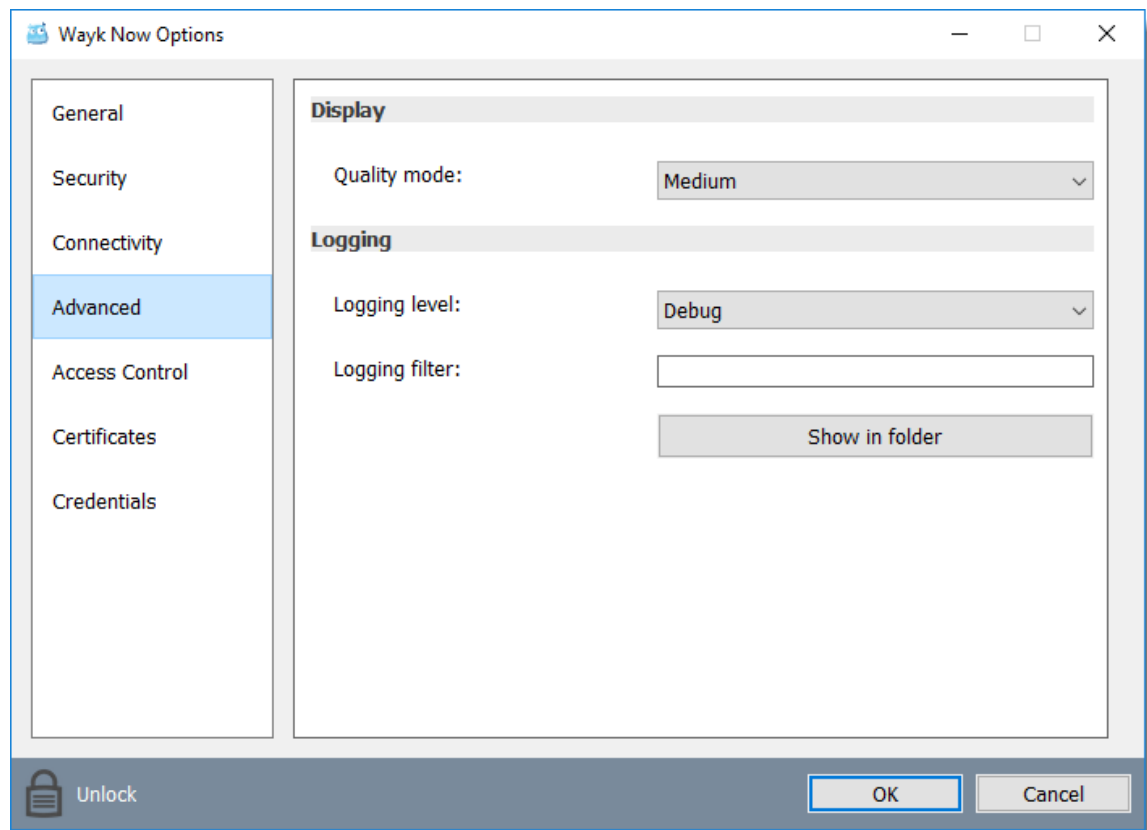 Wayk Now Options
General
Security
Connectivity
Advanced
Access Control
Certificates
Credentials
Display
Quality mode: Medium
Logging
Logging level: Debug
Logging filter:
Show in folder
Unlock
OK Cancel